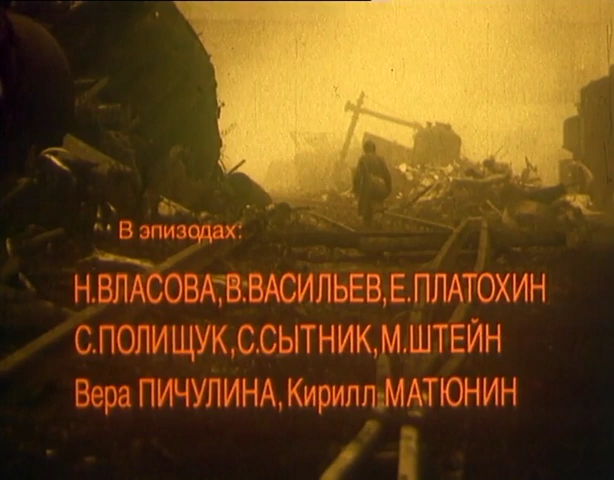 В эпизодах:
Н.ВЛАСОВА,В.ВАСИЛЬЕВ,Е.ПЛАТОХИН
С.ПОЛИЩУК,С.СЫТНИК,М.ШТЕЙН
Вера ПИЧУЛИНА,Кирилл МАТЮНИН